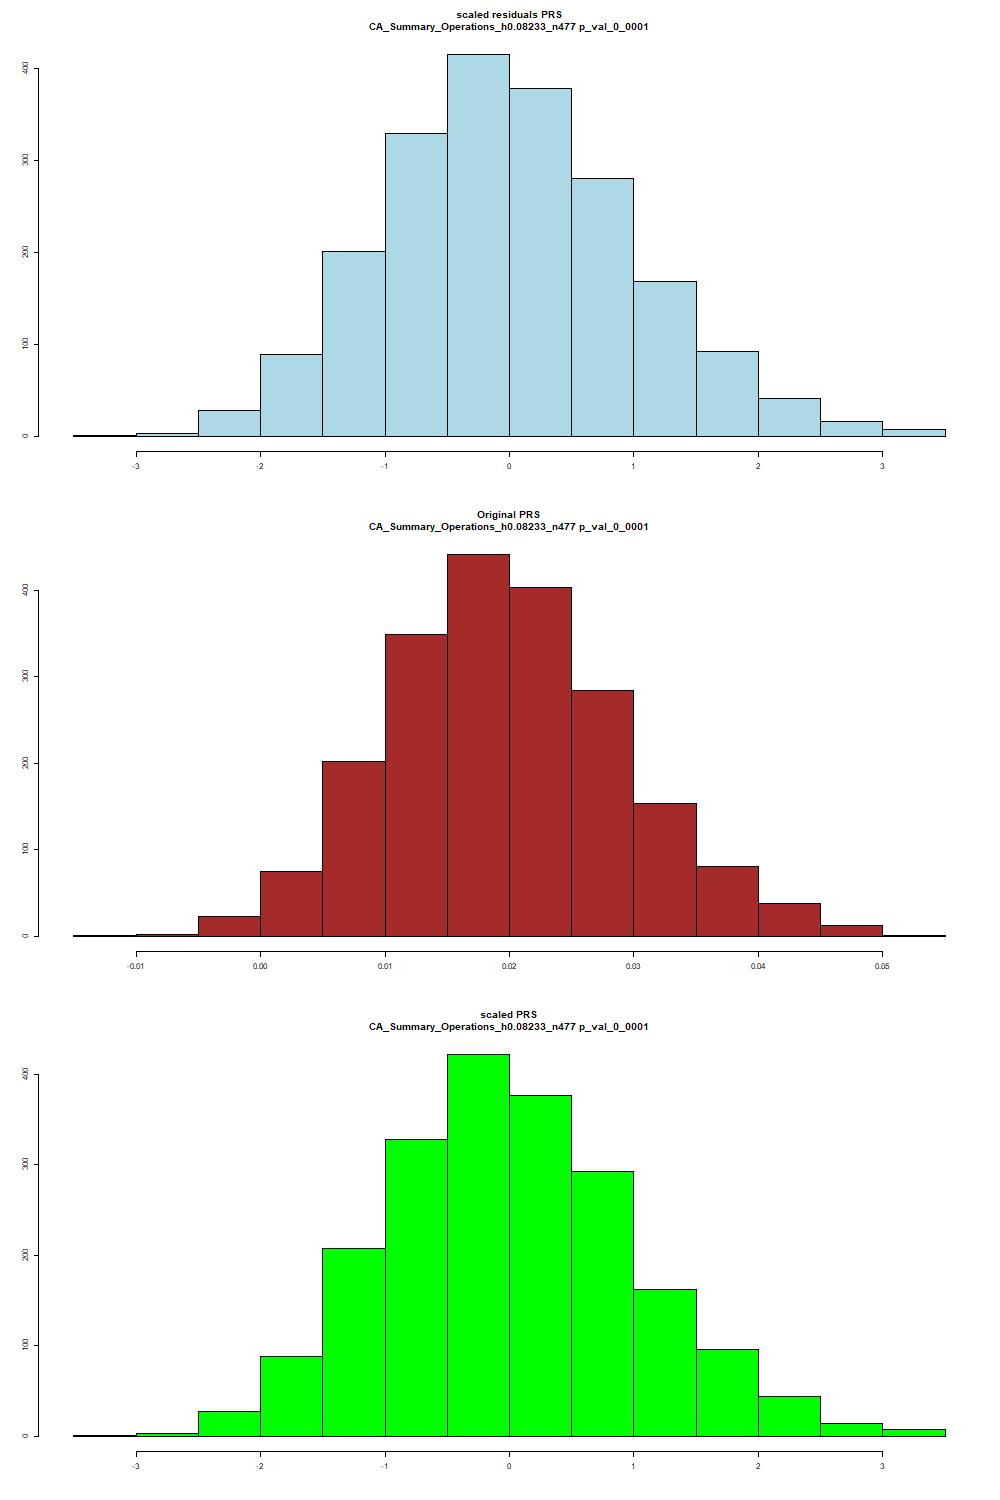 scaled residuals PRS
CA_Summary_Operations_h0.08233_n477 p_val_0_0001
400
300
200
100
0
-3 -2 -1 0 1 2 3
Original PRS
CA_Summary_Operations_h0.08233_n477 p_val_0_0001
400
300
200
100
0
-0.01 0.00 0.01 0.02 0.03 0.04 0.05
scaled PRS
CA_Summary_Operations_h0.08233_n477 p_val_0_0001
400
300
200
100
0
-3 -2 -1 0 1 2 3